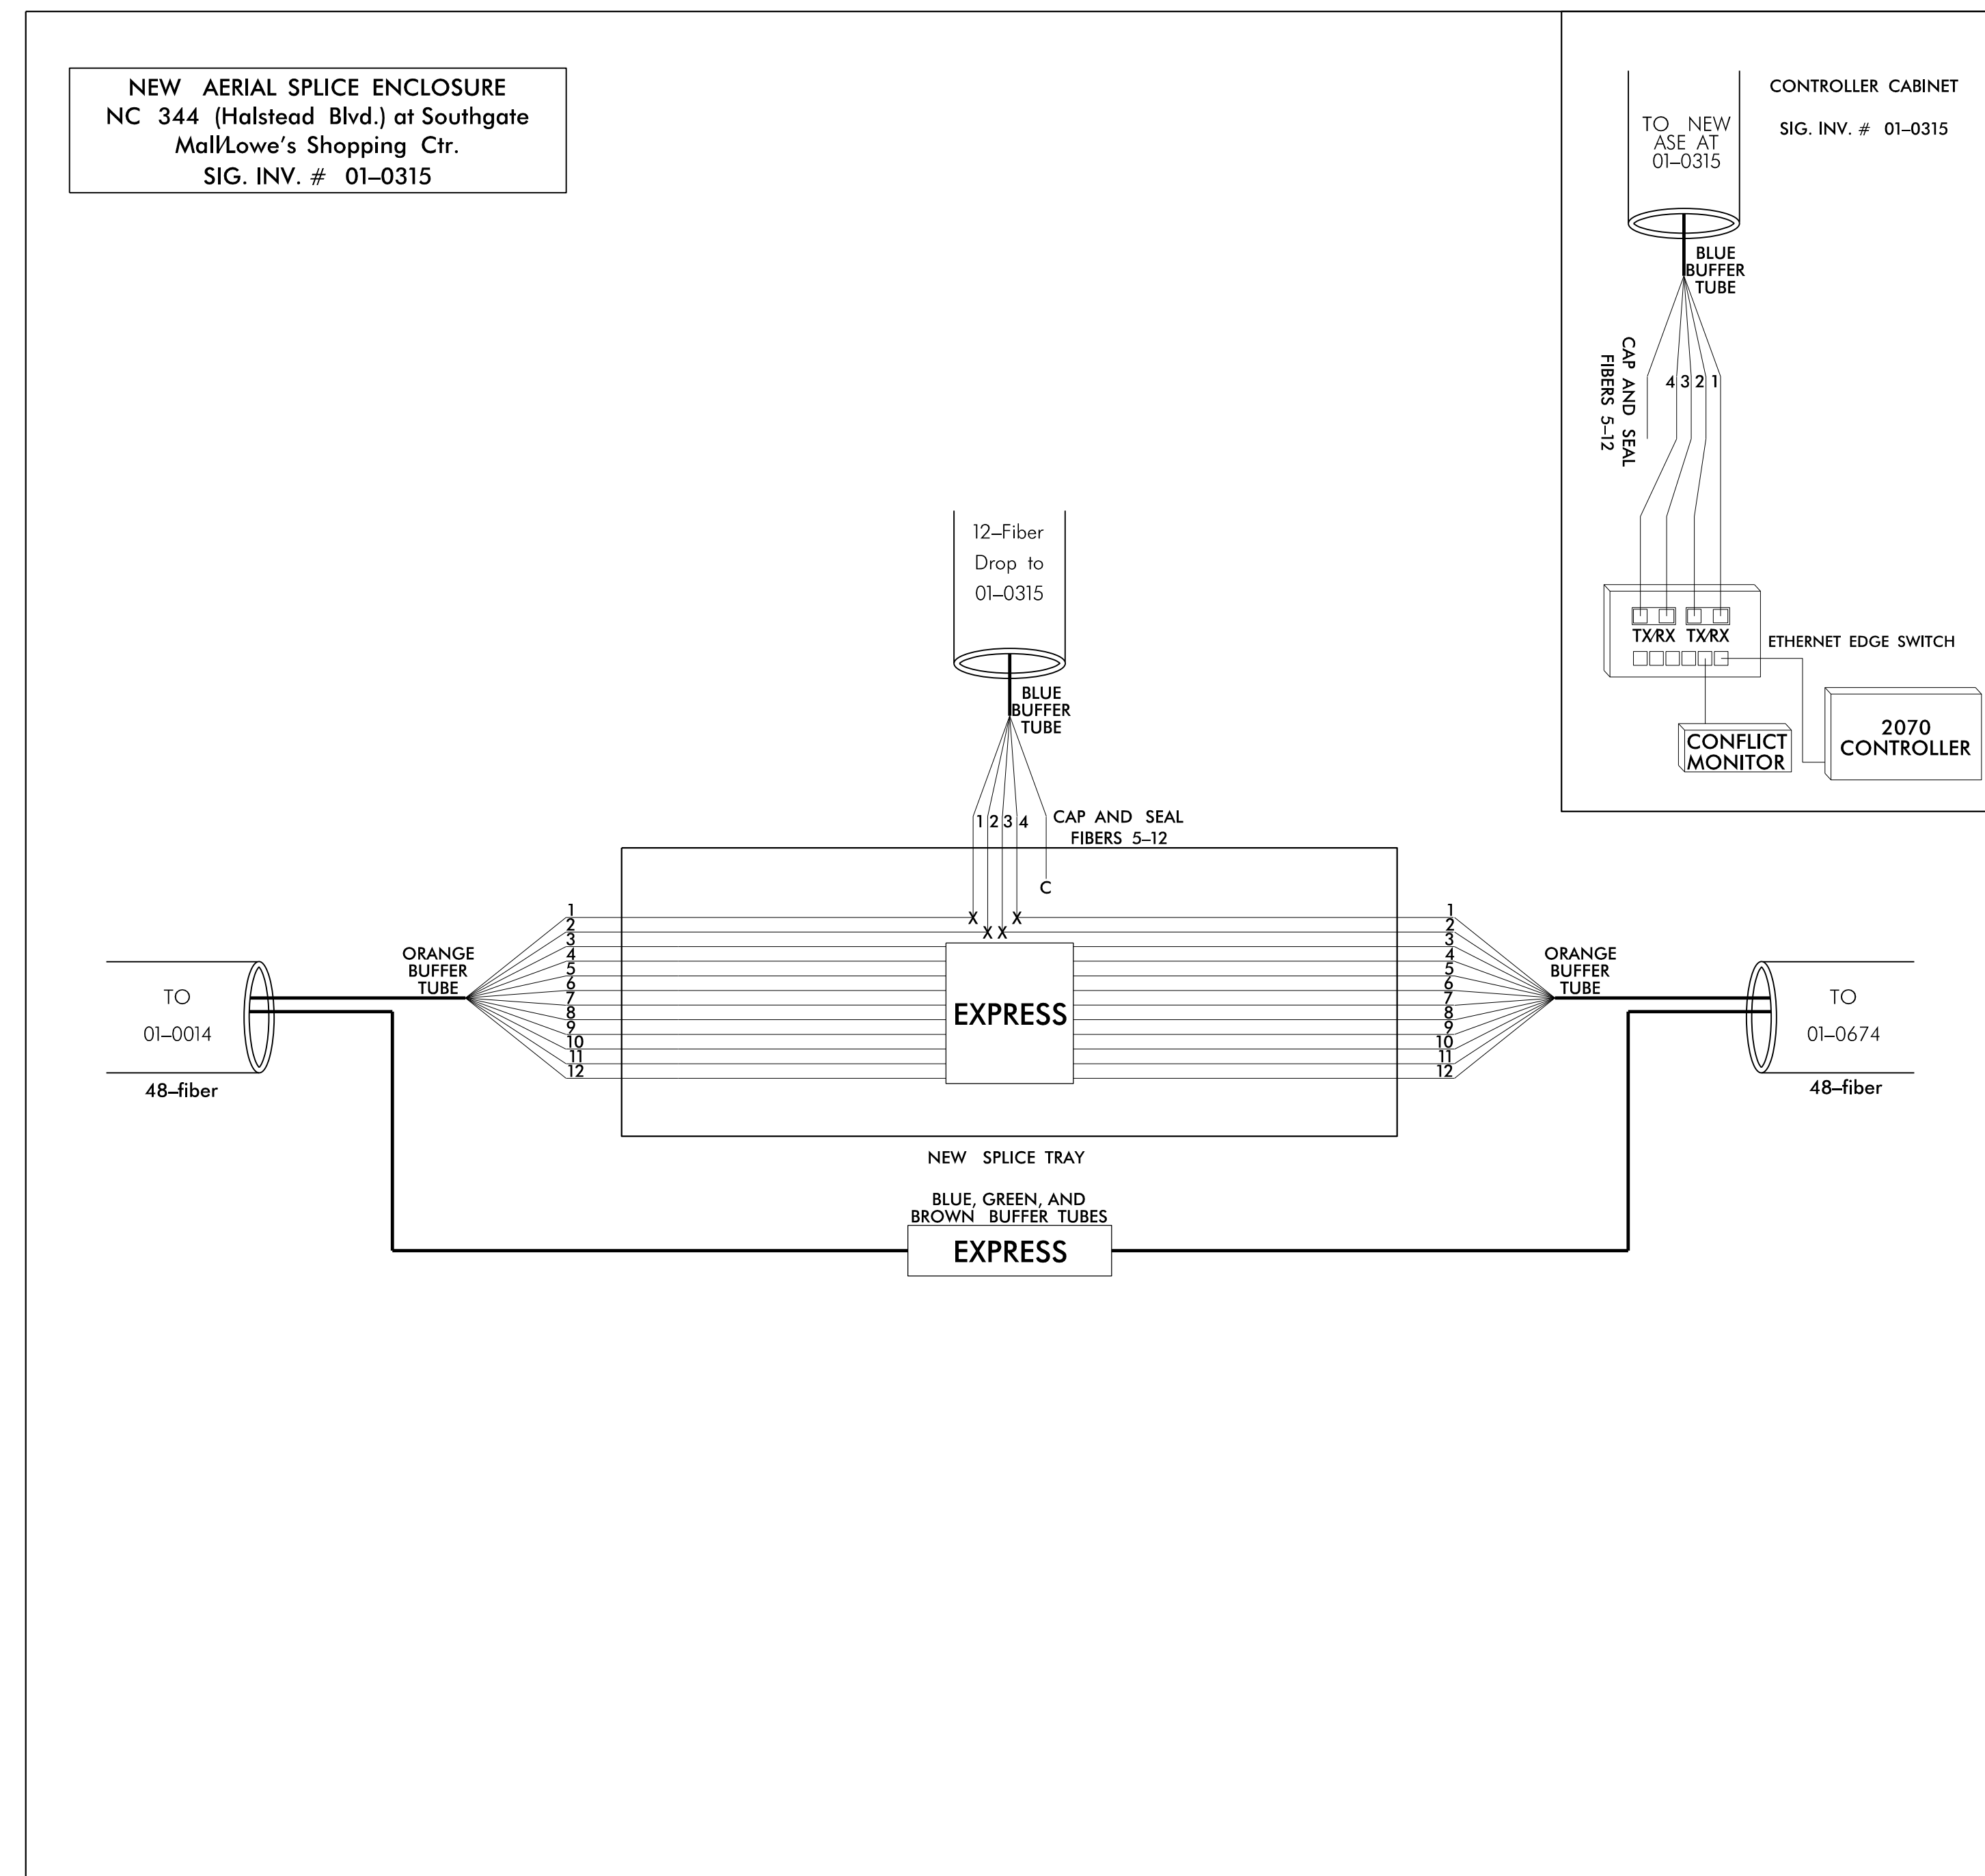 NEW AERIAL SPLICE ENCLOSURE
NC 344 (Halstead Blvd.) at Southgate
Mall/Lowe's Shopping Ctr.
SIG. INV. # 01-0315
CONTROLLER CABINET
SIG. INV. # 01-0315
TO NEW
ASE AT
01-0315
BLUE
BUFFER
TUBE
CAP AND SEAL
FIBERS 5-12
4 3 2 1
TX/RX TX/RX
ETHERNET EDGE SWITCH
CONFLICT
MONITOR
2070
CONTROLLER
12-Fiber
Drop to
01-0315
BLUE
BUFFER
TUBE
1 2 3 4
CAP AND SEAL
FIBERS 5-12
C
X X
X X
TO
01-0014
48-fiber
ORANGE
BUFFER
TUBE
1
2
3
4
5
6
7
8
9
10
11
12
EXPRESS
1
2
3
4
5
6
7
8
9
10
11
12
ORANGE
BUFFER
TUBE
TO
01-0674
48-fiber
NEW SPLICE TRAY
BLUE, GREEN, AND
BROWN BUFFER TUBES
EXPRESS